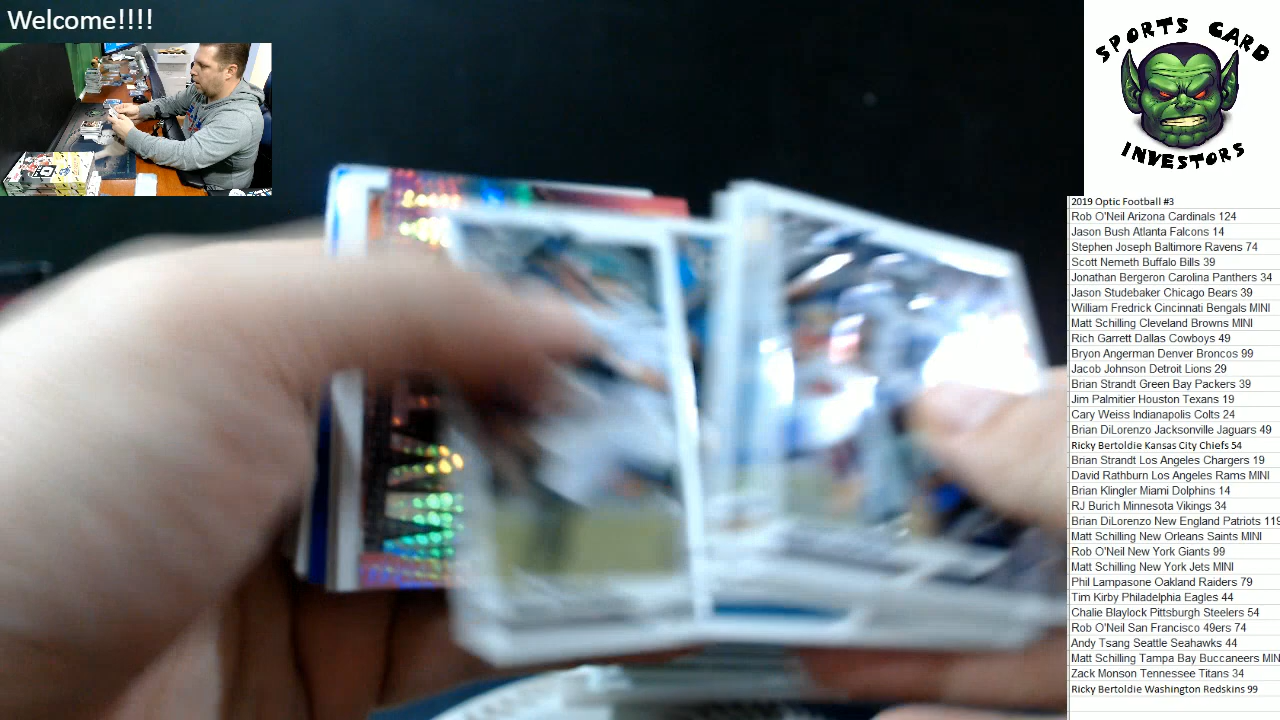 Welcome!!!!
SPORTS CARD
INVESTORS
2019 Optic Football #3
Rob O'Neil Arizona Cardinals 124
Jason Bush Atlanta Falcons 14
Stephen Joseph Baltimore Ravens 74
Scott Nemeth Buffalo Bills 39
Jonathan Bergeron Carolina Panthers 34
Jason Studebaker Chicago Bears 39
William Fredrick Cincinnati Bengals MINI
Matt Schilling Cleveland Browns MINI
Rich Garrett Dallas Cowboys 49
Bryon Angerman Denver Broncos 99
Jacob Johnson Detroit Lions 29
Brian Strandt Green Bay Packers 39
Jim Palmitier Houston Texans 19
Cary Weiss Indianapolis Colts 24
Brian DiLorenzo Jacksonville Jaguars 49
Ricky Bertoldie Kansas City Chiefs 54
Brian Strandt Los Angeles Chargers 19
David Rathburn Los Angeles Rams MINI
Brian Klingler Miami Dolphins 14
RJ Burich Minnesota Vikings 34
Brian DiLorenzo New England Patriots
Matt Schilling New Orleans Saints MINI
Rob O'Neil New York Giants 99
Matt Schilling New York Jets MINI
Phil Lampasone Oakland Raiders 79
Tim Kirby Philadelphia Eagles 44
Chalie Blaylock Pittsburgh Steelers 54
Rob O'Neil San Francisco 49ers 74
Andy Tsang Seattle Seahawks 44
Matt Schilling Tampa Bay Buccaneers MIN
Zack Monson Tennessee Titans 34
Ricky Bertoldie Washington Redskins 99